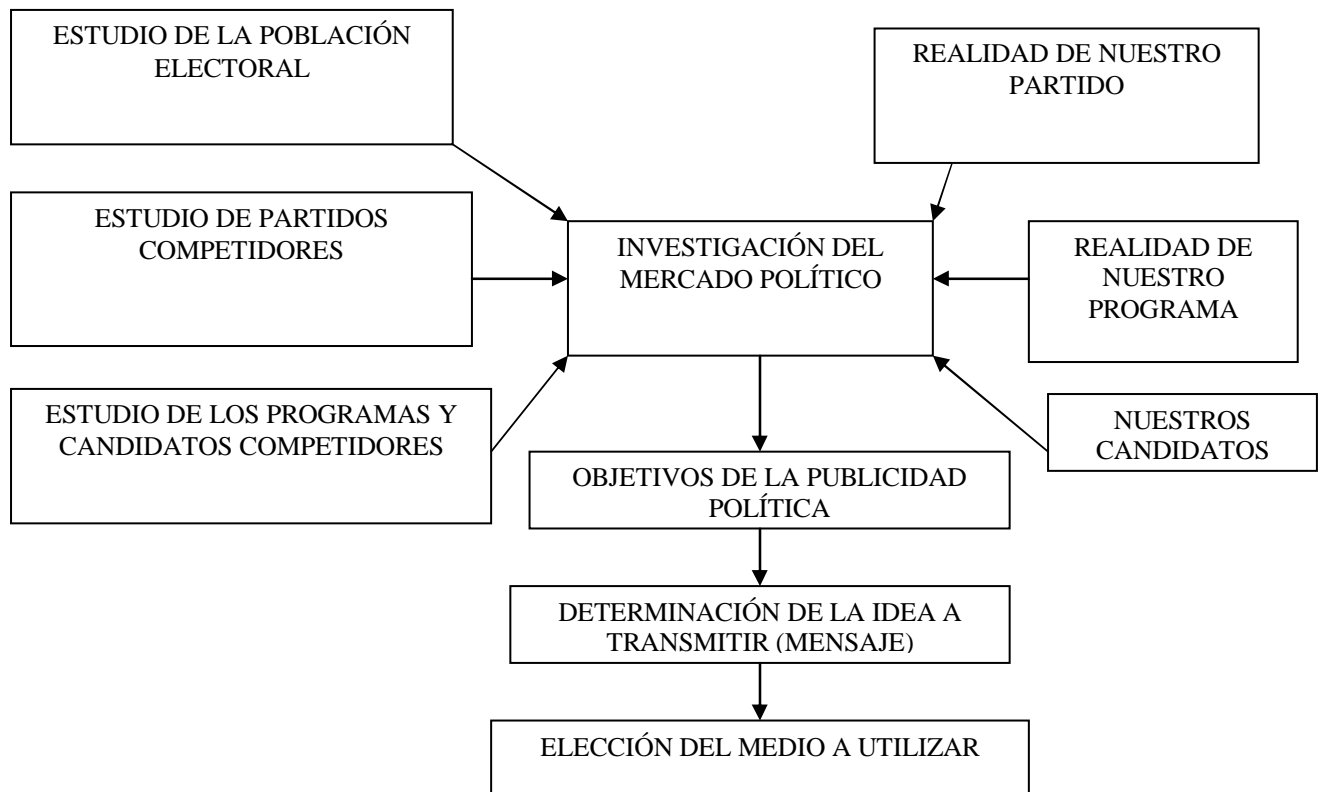 ESTUDIO DE LA POBLACIÓN
ELECTORAL
REALIDAD DE NUESTRO
PARTIDO
ESTUDIO DE PARTIDOS
COMPETIDORES
INVESTIGACIÓN DEL
MERCADO POLÍTICO
REALIDAD DE
NUESTRO
PROGRAMA
ESTUDIO DE LOS PROGRAMAS Y
CANDIDATOS COMPETIDORES
NUESTROS
CANDIDATOS
OBJETIVOS DE LA PUBLICIDAD
POLÍTICA
DETERMINACIÓN DE LA IDEA A
TRANSMITIR (MENSAJE)
ELECCIÓN DEL MEDIO A UTILIZAR